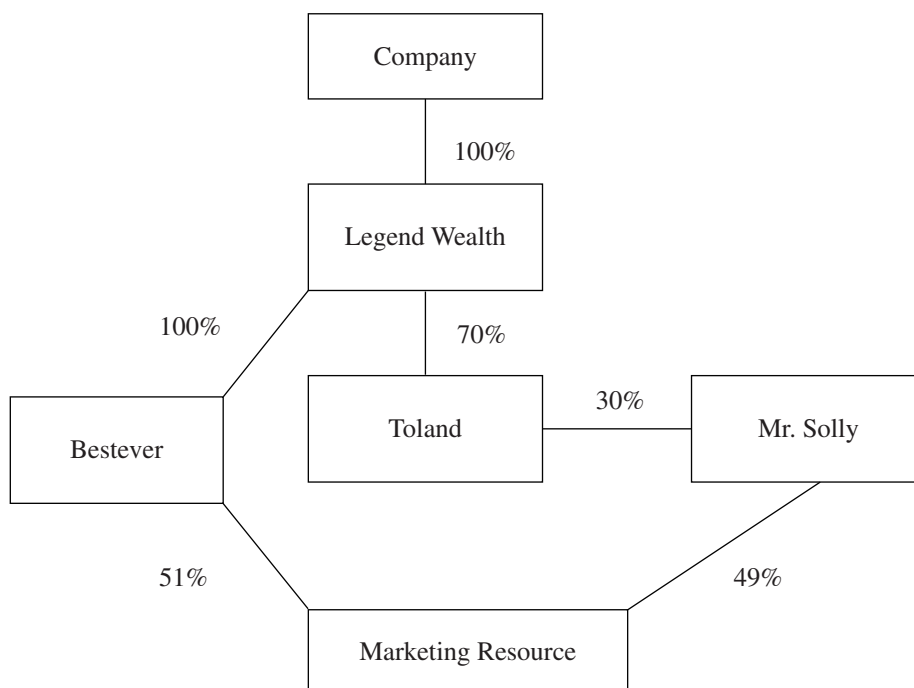 Company
100%
Legend Wealth
100%
70%
Toland
30%
Mr. Solly
Bestever
51%
49%
Marketing Resource